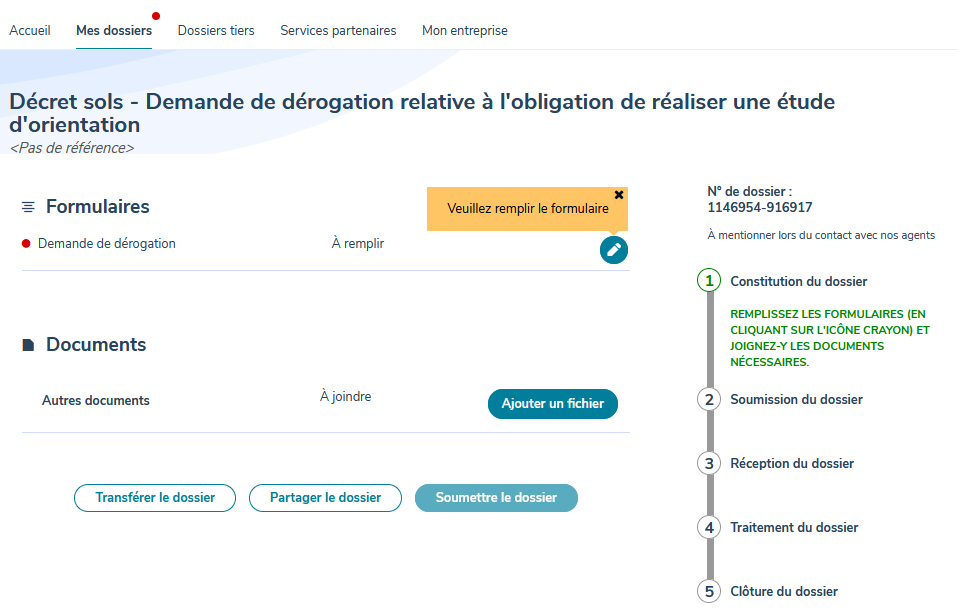 Accueil
Mes dossiers
Dossiers tiers
Services partenaires
Mon entreprise
Décret sols - Demande de dérogation relative à l'obligation de réaliser une étude
d'orientation
<Pas de référence>
Formulaires
Veuillez remplir le formulaire
Demande de dérogation
À remplir
Documents
Autres documents
À joindre
Ajouter un fichier
Transférer le dossier
Partager le dossier
Soumettre le dossier
N° de dossier :
1146954-916917
À mentionner lors du contact avec nos agents
1 Constitution du dossier
REMPLISSEZ LES FORMULAIRES (EN
CLIQUANT SUR L'ICÔNE CRAYON) ET
JOIGNEZ-Y LES DOCUMENTS
NÉCESSAIRES.
2 Soumission du dossier
3 Réception du dossier
4 Traitement du dossier
5 Clôture du dossier